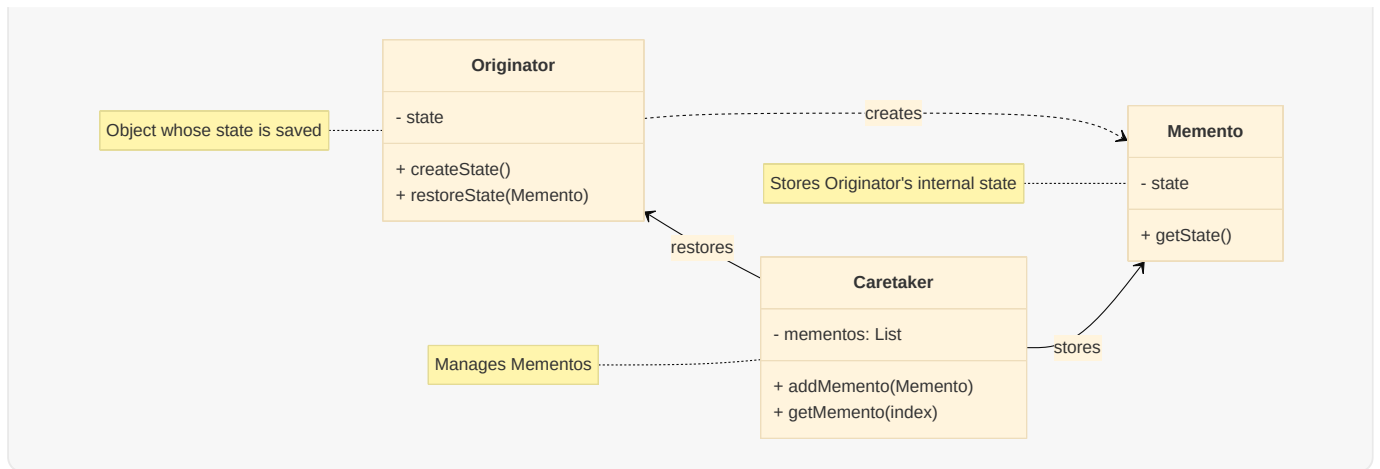 Originator
- state
+ createState()
+ restoreState(Memento)
Object whose state is saved
creates
Memento
- state
+ getState()
Stores Originator's internal state
restores
Caretaker
- mementos: List
+ addMemento(Memento)
+ getMemento(index)
stores
Manages Mementos